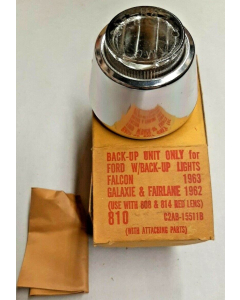 BACK-UP UNIT ONLY for
FORD W/BACK-UP LIGHTS
FALCON 1963
GALAXIE & FAIRLANE 1962
(USE WITH 808 & 814 RED LENS)
810 C2AB-15511B
(WITH ATTACHING PARTS)